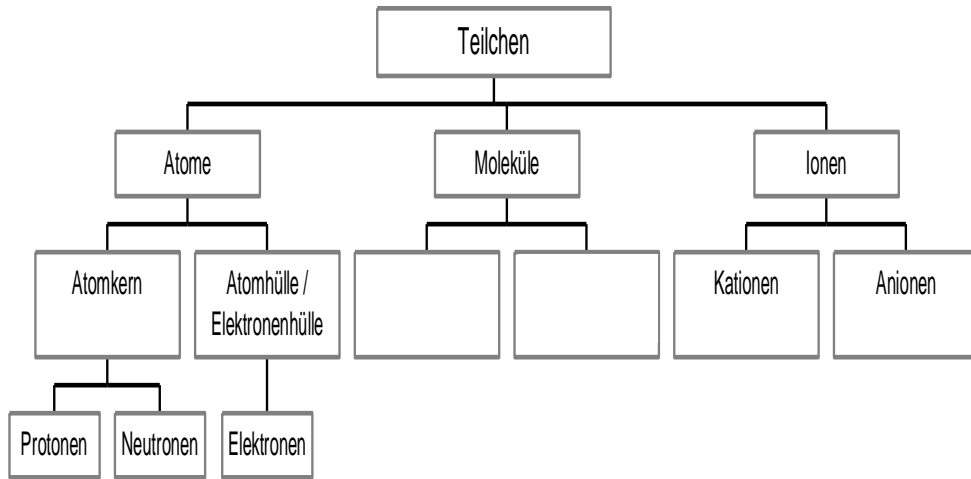 Teilchen
Atome
Moleküle
Ionen
Atomkern
Atomhülle /
Elektronenhülle
Kationen
Anionen
Protonen
Neutronen
Elektronen